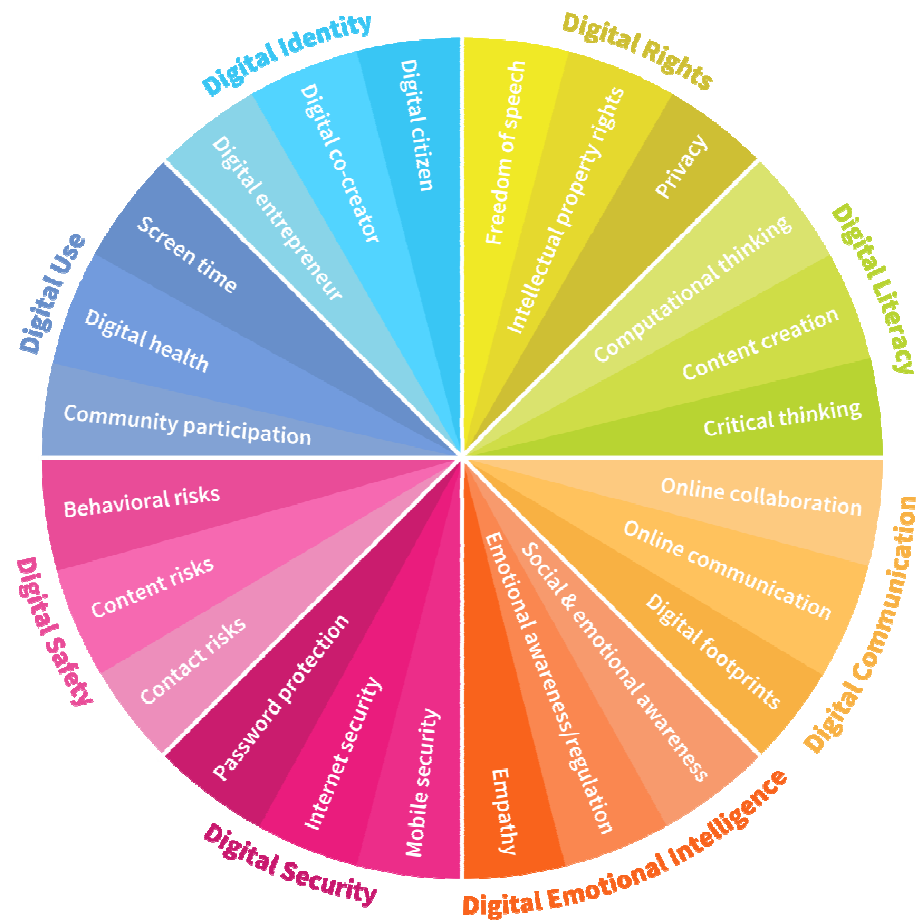 Digital Identity
Digital citizen
Digital co-creator
Digital entrepreneur
Digital Rights
Freedom of speech
Intellectual property rights
Privacy
Digital Literacy
Computational thinking
Content creation
Critical thinking
Digital Communication
Online collaboration
Online communication
Digital footprints
Digital Emotional Intelligence
Social & emotional awareness
Emotional awareness/regulation
Empathy
Digital Security
Mobile security
Internet security
Password protection
Digital Safety
Contact risks
Content risks
Behavioral risks
Digital Use
Community participation
Digital health
Screen time